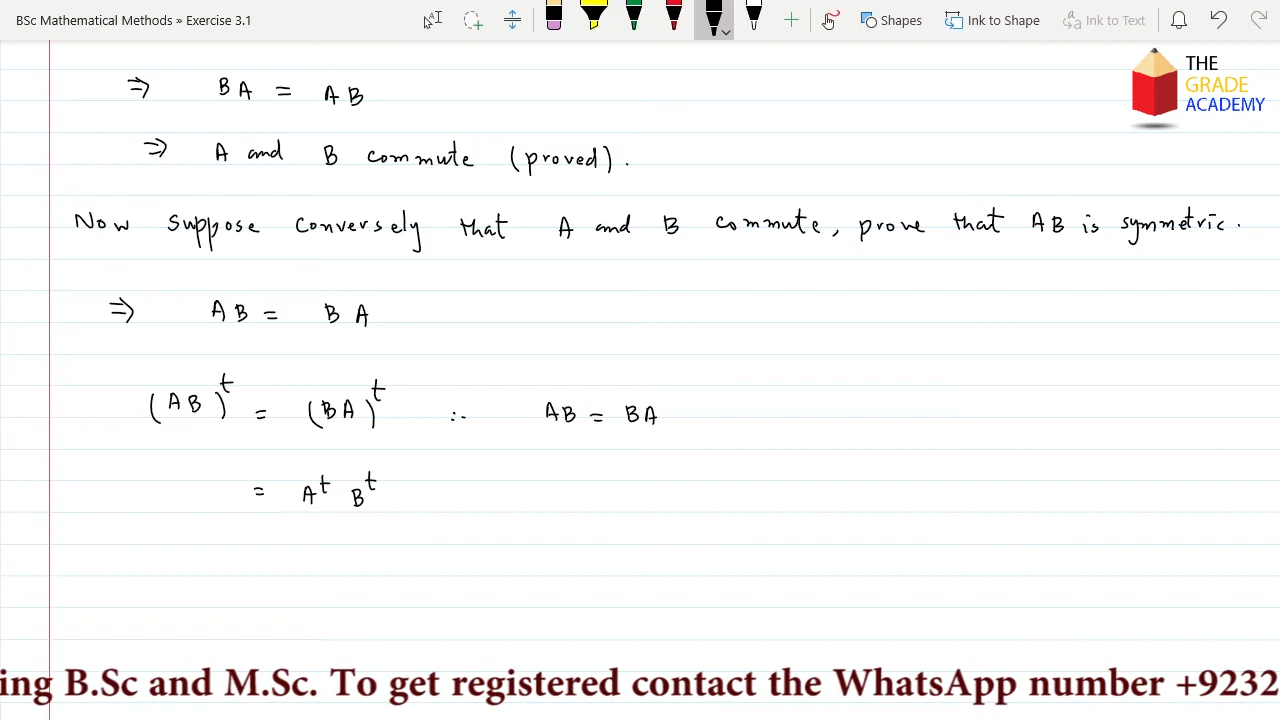 BSc Mathematical Methods » Exercise 3.1
Shapes
Ink to Shape
Ink to Text
THE
GRADE
ACADEMY
⇒ BA = AB
⇒ A and B commute (proved).
Now suppose conversely that A and B commute, prove that AB is symmetric.
⇒ AB = BA
(AB)^t = (BA)^t ∴ AB = BA
= A^t B^t
ing B.Sc and M.Sc. To get registered contact the WhatsApp number +9232